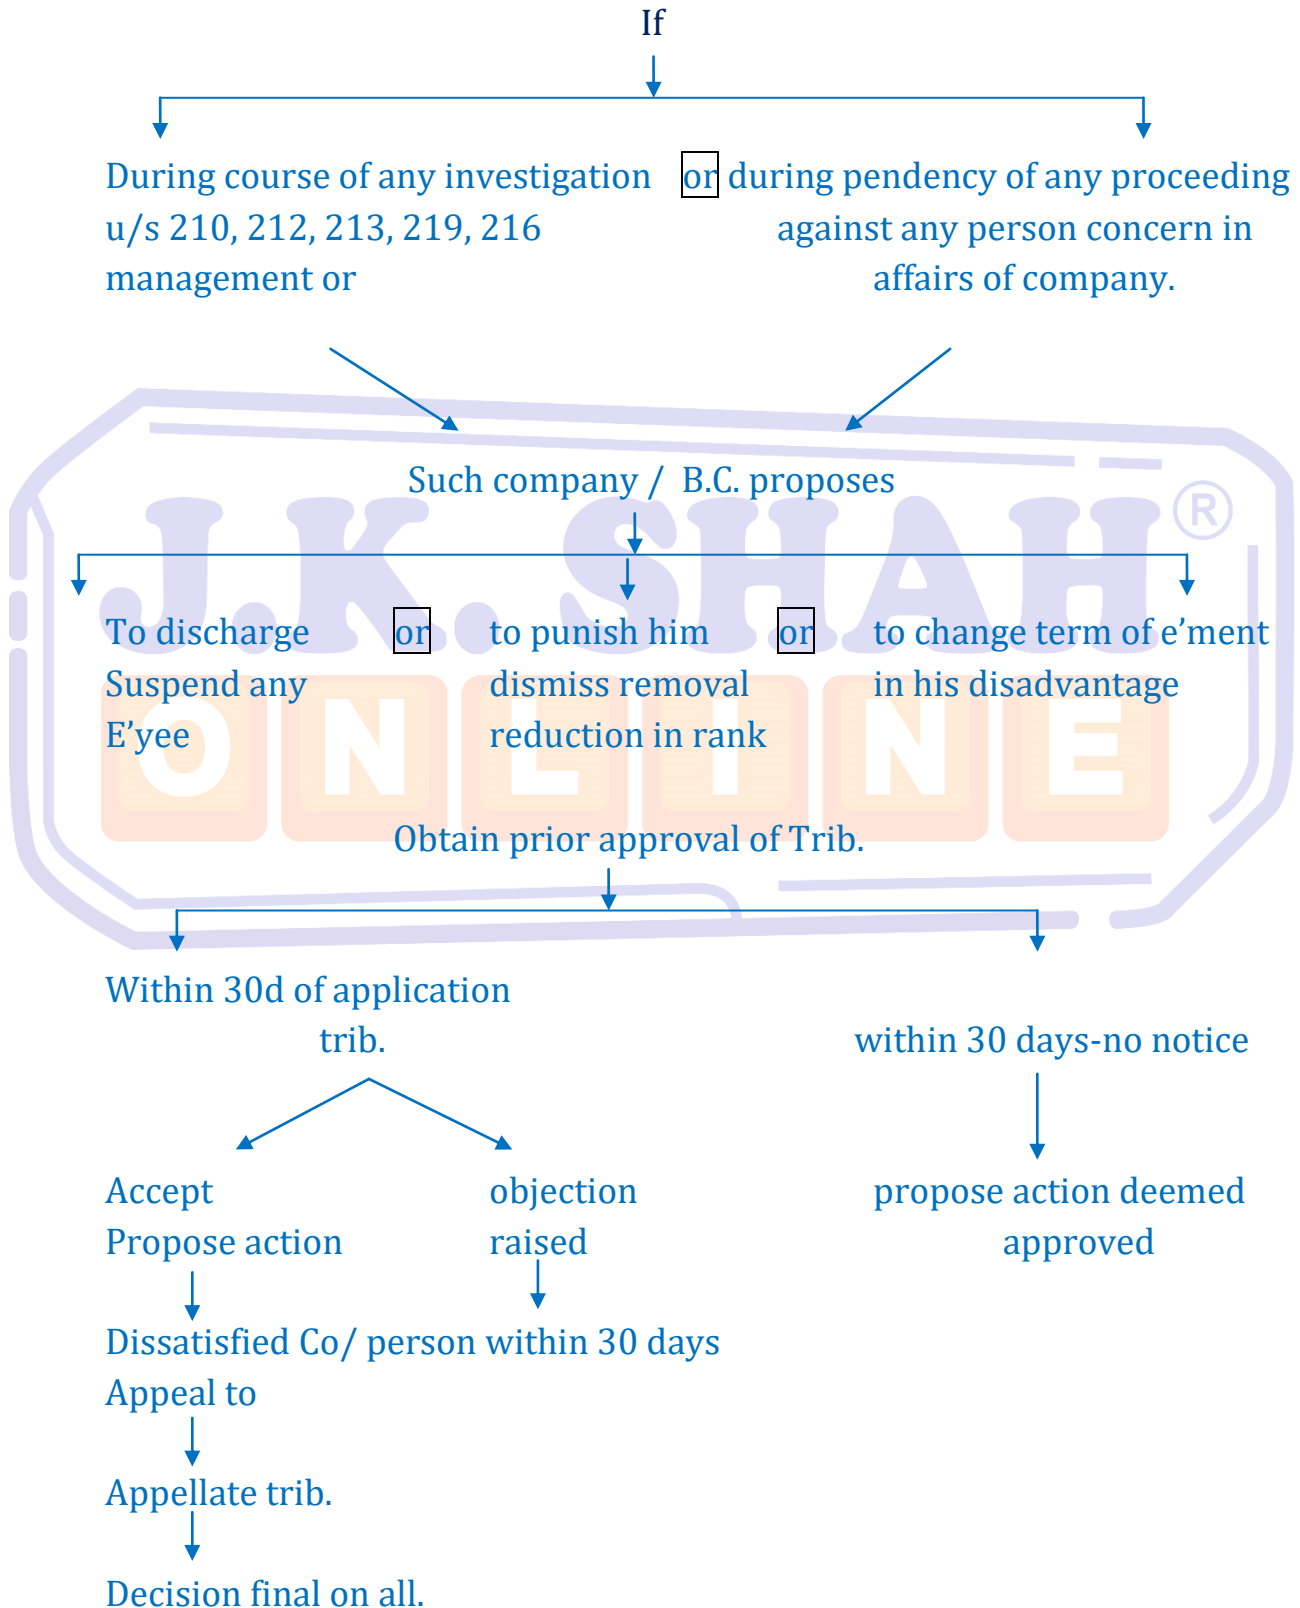 If
During course of any investigation or during pendency of any proceeding
u/s 210, 212, 213, 219, 216 against any person concern in
management or affairs of company.
Such company / B.C. proposes
J.K. SHAH®
To discharge or to punish him or to change term of e’ment
Suspend any dismiss removal in his disadvantage
E’yee reduction in rank
ONLINE
Obtain prior approval of Trib.
Within 30d of application
trib. within 30 days-no notice
Accept objection propose action deemed
Propose action raised approved
Dissatisfied Co/ person within 30 days
Appeal to
Appellate trib.
Decision final on all.